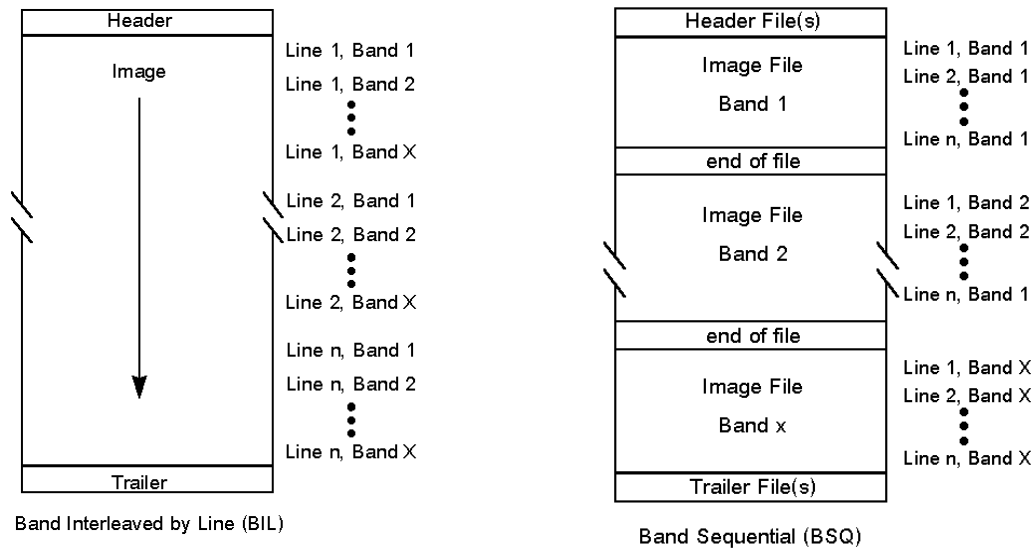 Header
Image
Line 1, Band 1
Line 1, Band 2
Line 1, Band X
Line 2, Band 1
Line 2, Band 2
Line 2, Band X
Line n, Band 1
Line n, Band 2
Line n, Band X
Trailer
Band Interleaved by Line (BIL)
Header File(s)
Image File
Band 1
Line 1, Band 1
Line 2, Band 1
Line n, Band 1
end of file
Image File
Band 2
Line 1, Band 2
Line 2, Band 2
Line n, Band 1
end of file
Image File
Band x
Line 1, Band X
Line 2, Band X
Line n, Band X
Trailer File(s)
Band Sequential (BSQ)